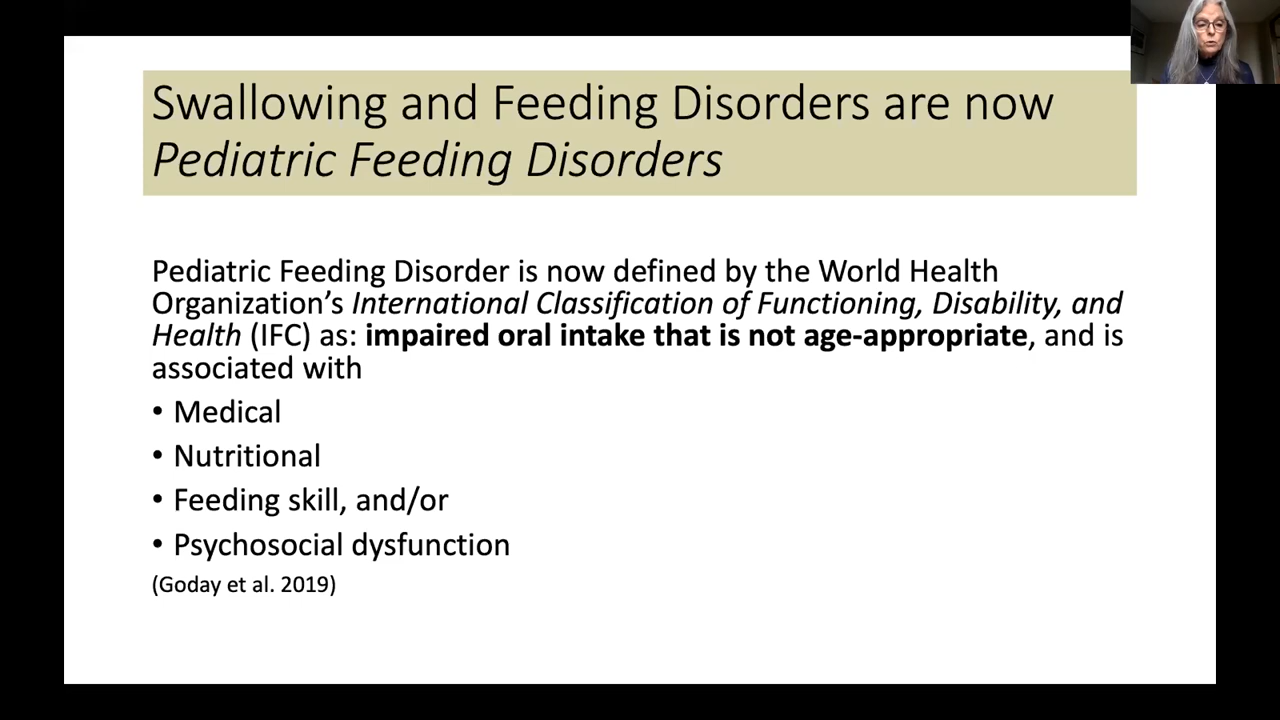 Swallowing and Feeding Disorders are now
Pediatric Feeding Disorders
Pediatric Feeding Disorder is now defined by the World Health
Organization's International Classification of Functioning, Disability, and
Health (IFC) as: impaired oral intake that is not age-appropriate, and is
associated with
• Medical
• Nutritional
• Feeding skill, and/or
• Psychosocial dysfunction
(Goday et al. 2019)